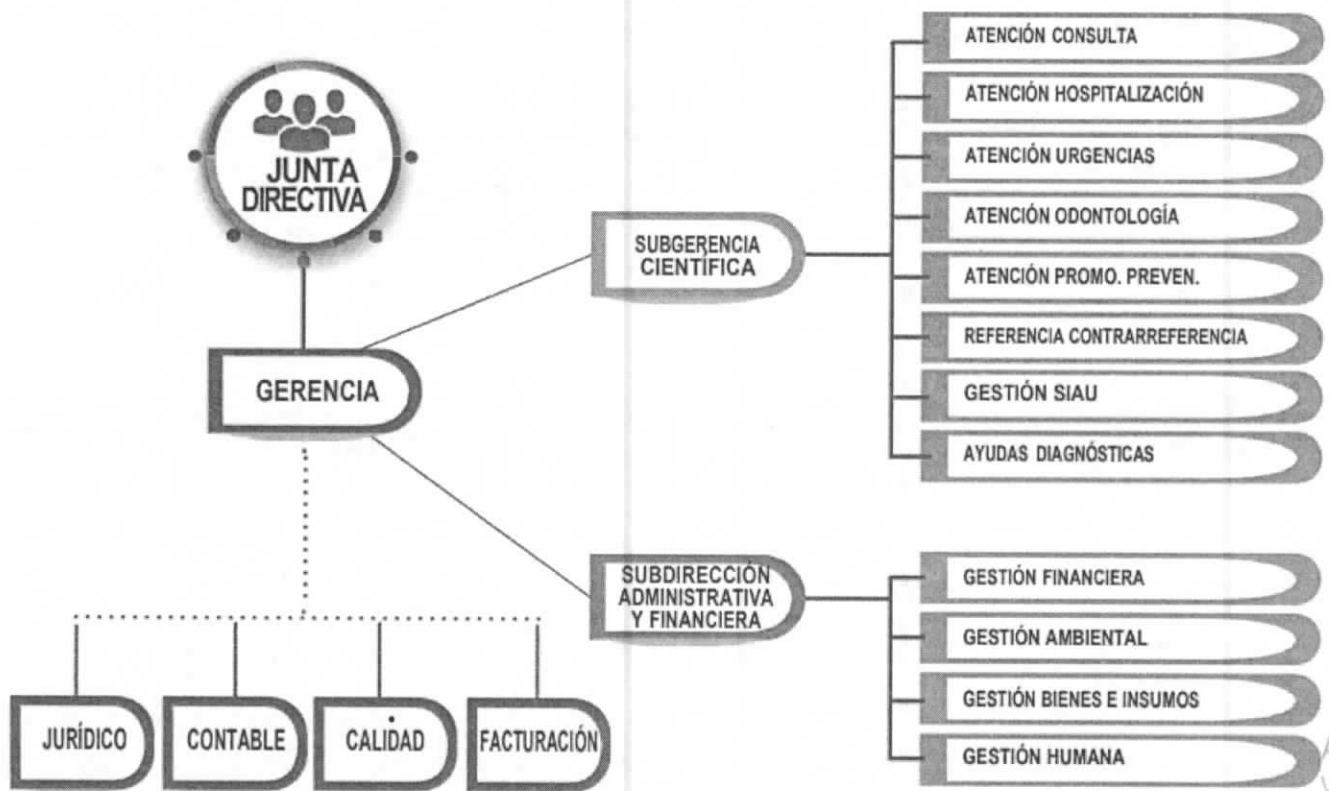 JUNTA
DIRECTIVA
GERENCIA
JURÍDICO
CONTABLE
CALIDAD
FACTURACIÓN
SUBGERENCIA
CIENTÍFICA
ATENCIÓN CONSULTA
ATENCIÓN HOSPITALIZACIÓN
ATENCIÓN URGENCIAS
ATENCIÓN ODONTOLOGÍA
ATENCIÓN PROMO. PREVEN.
REFERENCIA CONTRARREFERENCIA
GESTIÓN SIAU
AYUDAS DIAGNÓSTICAS
SUBDIRECCIÓN
ADMINISTRATIVA
Y FINANCIERA
GESTIÓN FINANCIERA
GESTIÓN AMBIENTAL
GESTIÓN BIENES E INSUMOS
GESTIÓN HUMANA